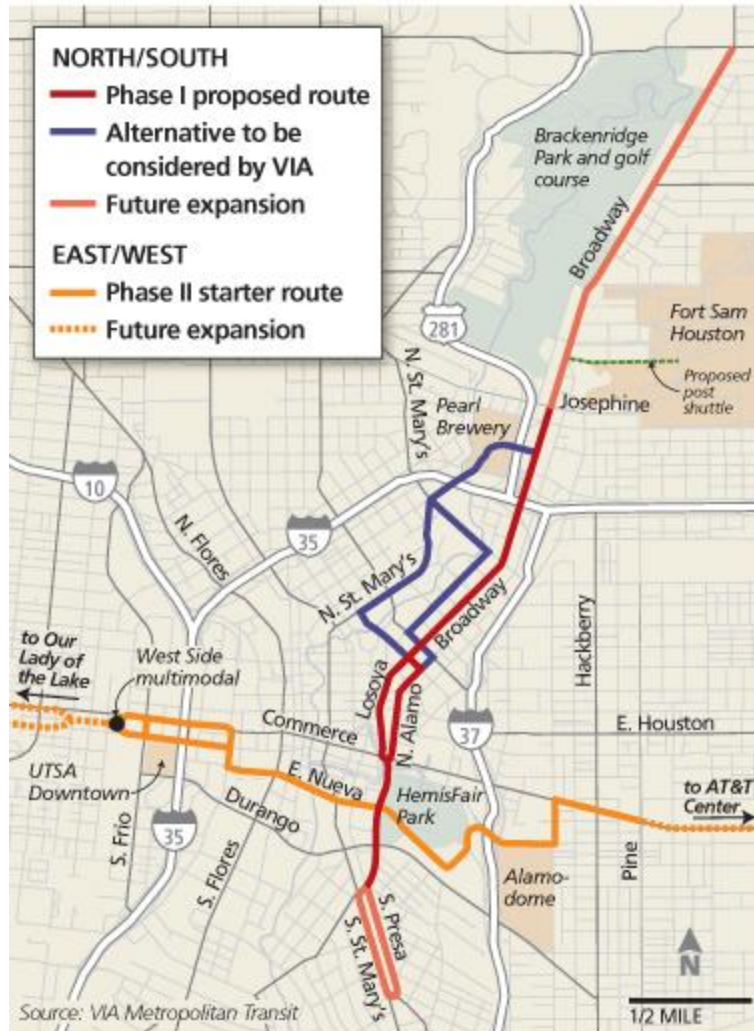 NORTH/SOUTH
Phase I proposed route
Alternative to be
considered by VIA
Future expansion
EAST/WEST
Phase II starter route
Future expansion
Brackenridge
Park and golf
course
Broadway
281
Fort Sam
Houston
Proposed
post
shuttle
Josephine
N. St. Mary's
Pearl
Brewery
10
35
N. Flores
N. St. Mary's
Broadway
Hackberry
to Our
Lady of
the Lake
West Side
multimodal
Losoya
N. Alamo
Commerce
37
E. Houston
UTSA
Downtown
E. Nueva
HemisFair
Park
to AT&T
Center
Durango
S. Frio
35
S. Flores
Pine
Alamo-
dome
S. Presa
S. St. Mary's
N
1/2 MILE
Source: VIA Metropolitan Transit